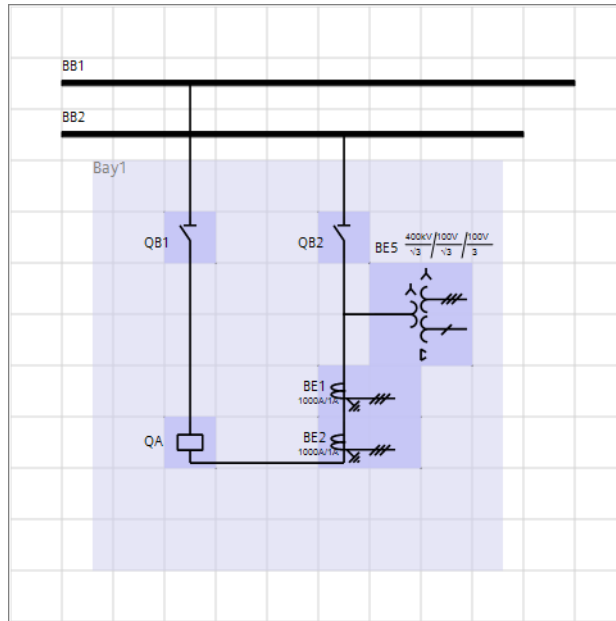 BB1
BB2
Bay1
QB1
QB2
BE5 400kV/√3 / 100V/√3 / 100V/3
BE1
1000A/1A
QA
BE2
1000A/1A